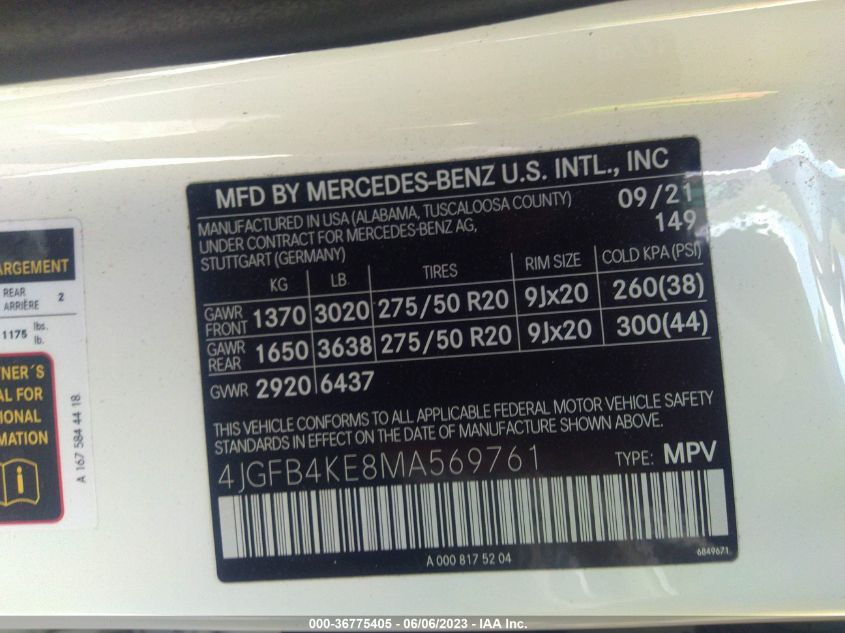 MFD BY MERCEDES-BENZ U.S. INTL., INC
MANUFACTURED IN USA (ALABAMA, TUSCALOOSA COUNTY) 09/21
UNDER CONTRACT FOR MERCEDES-BENZ AG, 149
STUTTGART (GERMANY)
KG LB TIRES RIM SIZE COLD KPA (PSI)
GAWR FRONT 1370 3020 275/50 R20 9Jx20 260(38)
GAWR REAR 1650 3638 275/50 R20 9Jx20 300(44)
GVWR 2920 6437
THIS VEHICLE CONFORMS TO ALL APPLICABLE FEDERAL MOTOR VEHICLE SAFETY
STANDARDS IN EFFECT ON THE DATE OF MANUFACTURE SHOWN ABOVE.
4JGFB4KE8MA569761 TYPE: MPV
A 000 817 52 04 6849671
ARGEMENT
REAR
ARRIÈRE 2
1175 lbs.
lb.
NER´S
AL FOR
IONAL
MATION
A 167 584 44 18
000-36775405 - 06/06/2023 - IAA Inc.